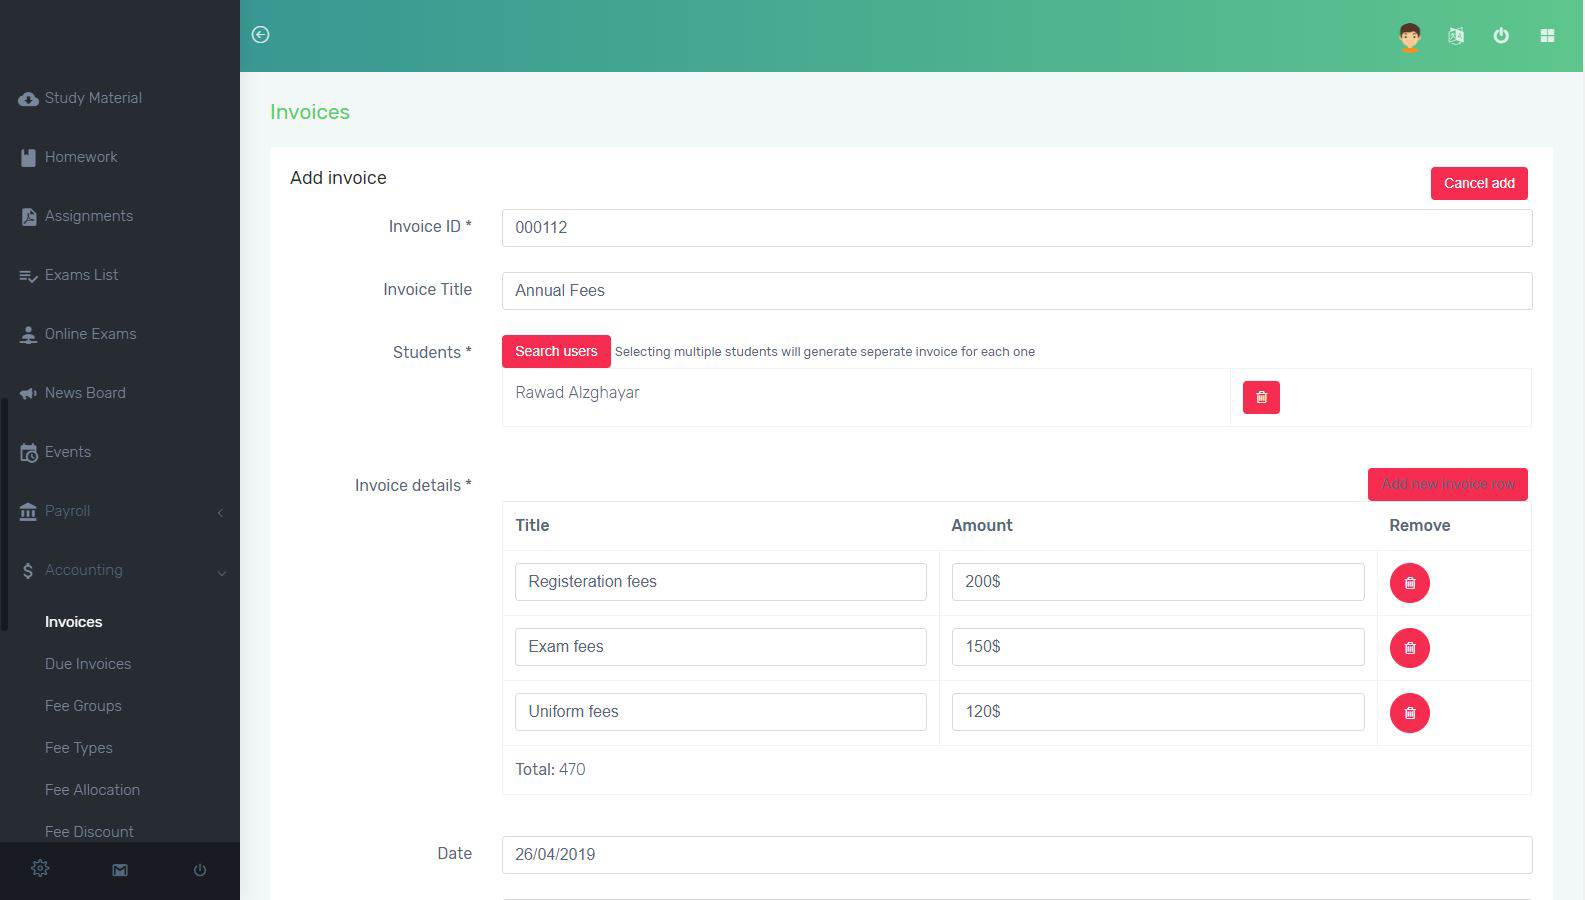 Study Material
Homework
Assignments
Exams List
Online Exams
News Board
Events
Payroll
Accounting
Invoices
Due Invoices
Fee Groups
Fee Types
Fee Allocation
Fee Discount
Invoices
Add invoice
Cancel add
Invoice ID * 000112
Invoice Title Annual Fees
Students * Search users Selecting multiple students will generate seperate invoice for each one
Rawad Alzghayar
Invoice details * Add new invoice row
Title Amount Remove
Registeration fees 200$
Exam fees 150$
Uniform fees 120$
Total: 470
Date 26/04/2019